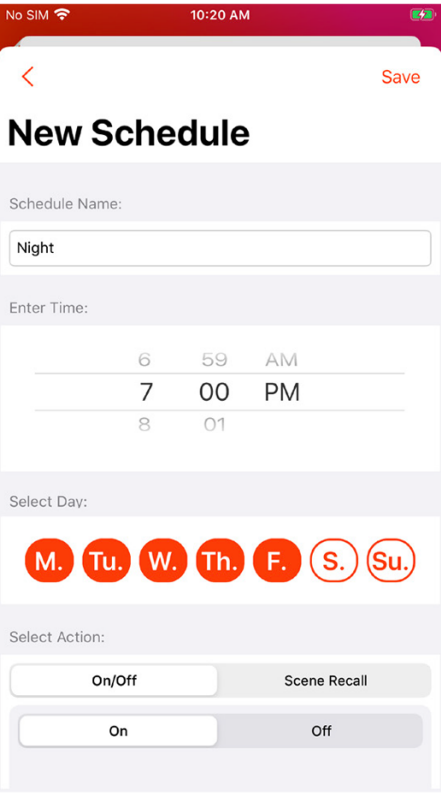 No SIM 10:20 AM
Save
New Schedule
Schedule Name:
Night
Enter Time:
6 59 AM
7 00 PM
8 01
Select Day:
M. Tu. W. Th. F. S. Su.
Select Action:
On/Off Scene Recall
On Off